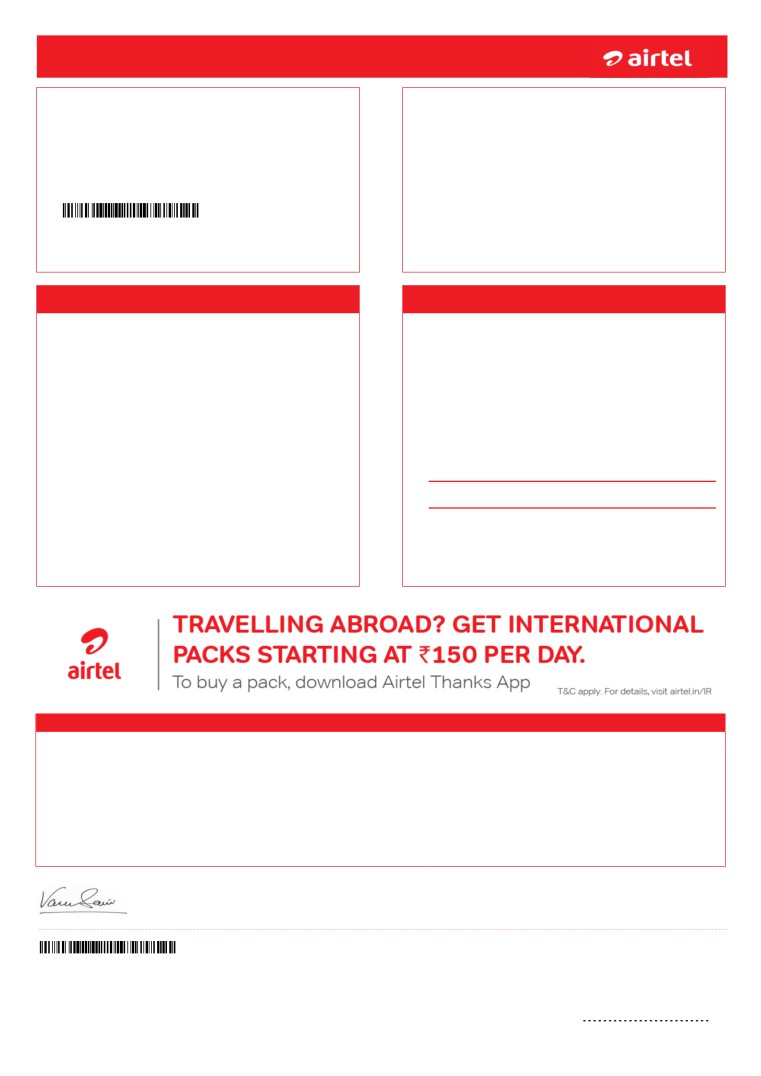 airtel
TRAVELLING ABROAD? GET INTERNATIONAL
PACKS STARTING AT ₹150 PER DAY.
airtel
To buy a pack, download Airtel Thanks App
T&C apply. For details, visit airtel.in/IR